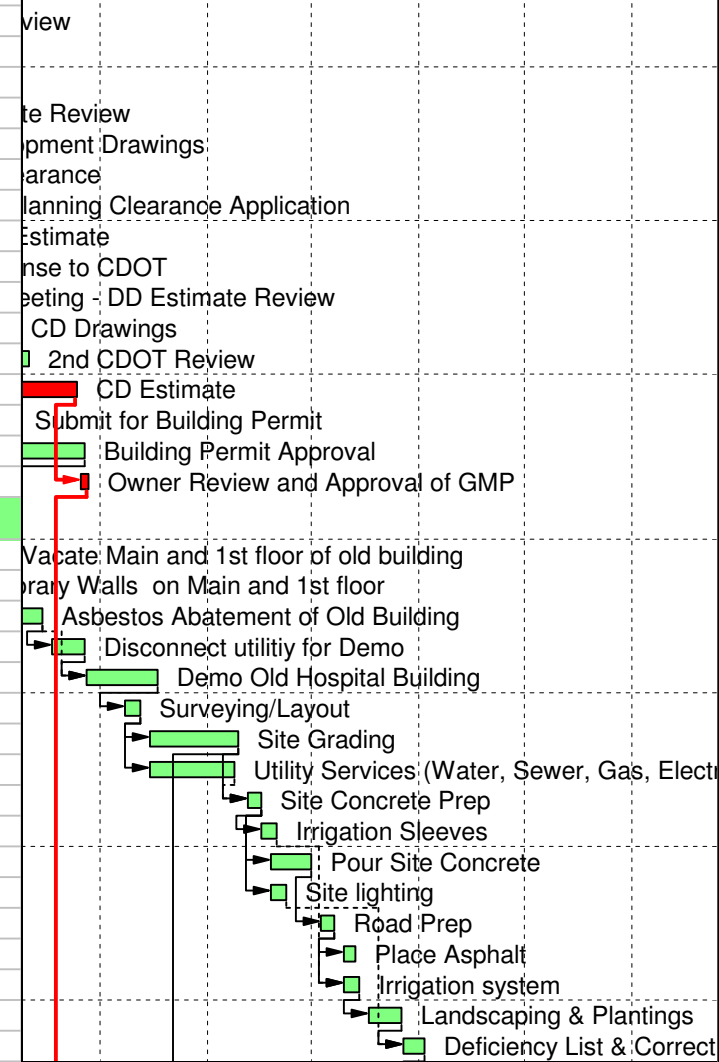 view
te Review
opment Drawings
earance
lanning Clearance Application
Estimate
nse to CDOT
eeting - DD Estimate Review
CD Drawings
2nd CDOT Review
CD Estimate
Submit for Building Permit
Building Permit Approval
Owner Review and Approval of GMP
Vacate Main and 1st floor of old building
orary Walls on Main and 1st floor
Asbestos Abatement of Old Building
Disconnect utilitiy for Demo
Demo Old Hospital Building
Surveying/Layout
Site Grading
Utility Services (Water, Sewer, Gas, Electr
Site Concrete Prep
Irrigation Sleeves
Pour Site Concrete
Site lighting
Road Prep
Place Asphalt
Irrigation system
Landscaping & Plantings
Deficiency List & Correct